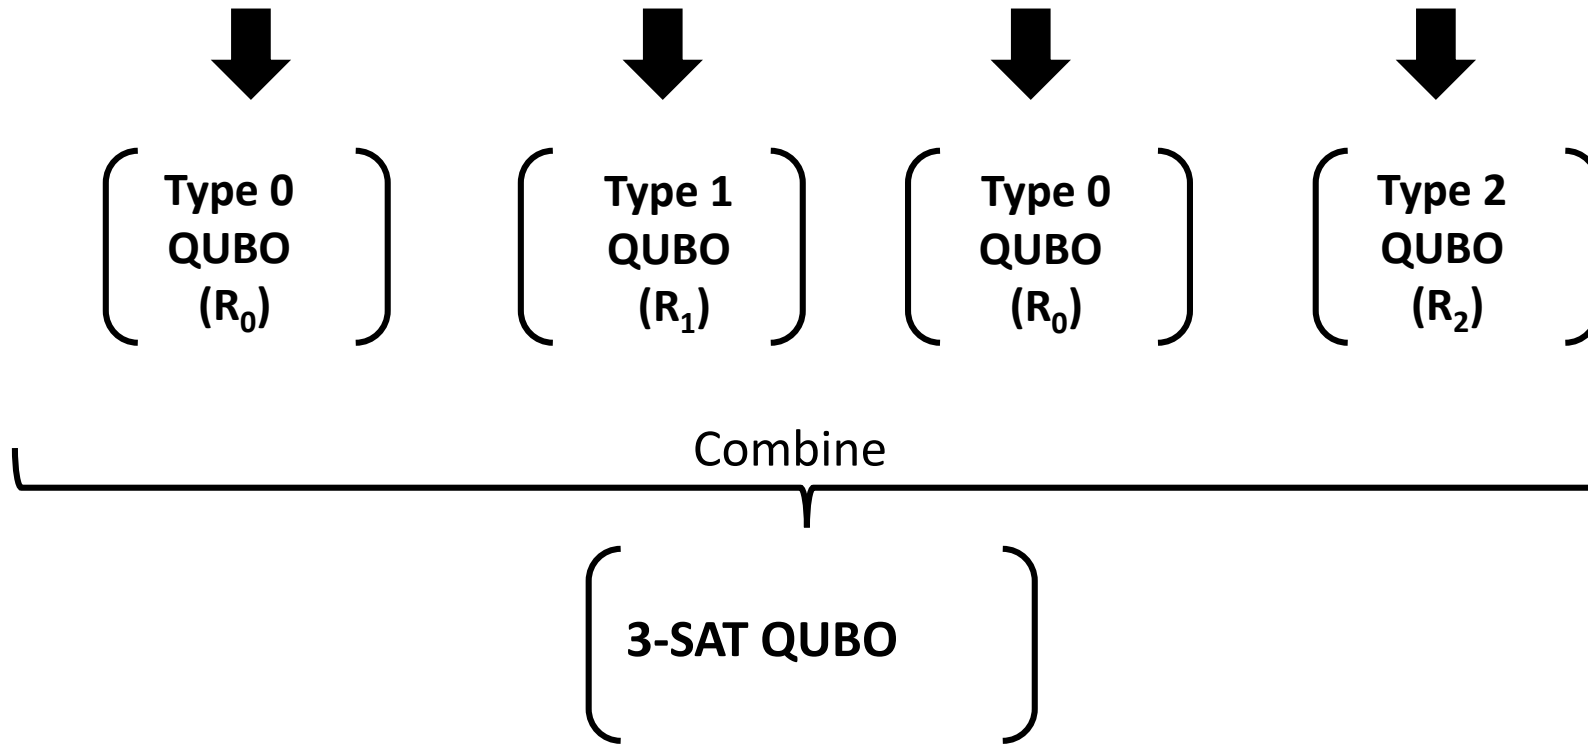 Type 0
QUBO
(R₀)
Type 1
QUBO
(R₁)
Type 0
QUBO
(R₀)
Type 2
QUBO
(R₂)
Combine
3-SAT QUBO